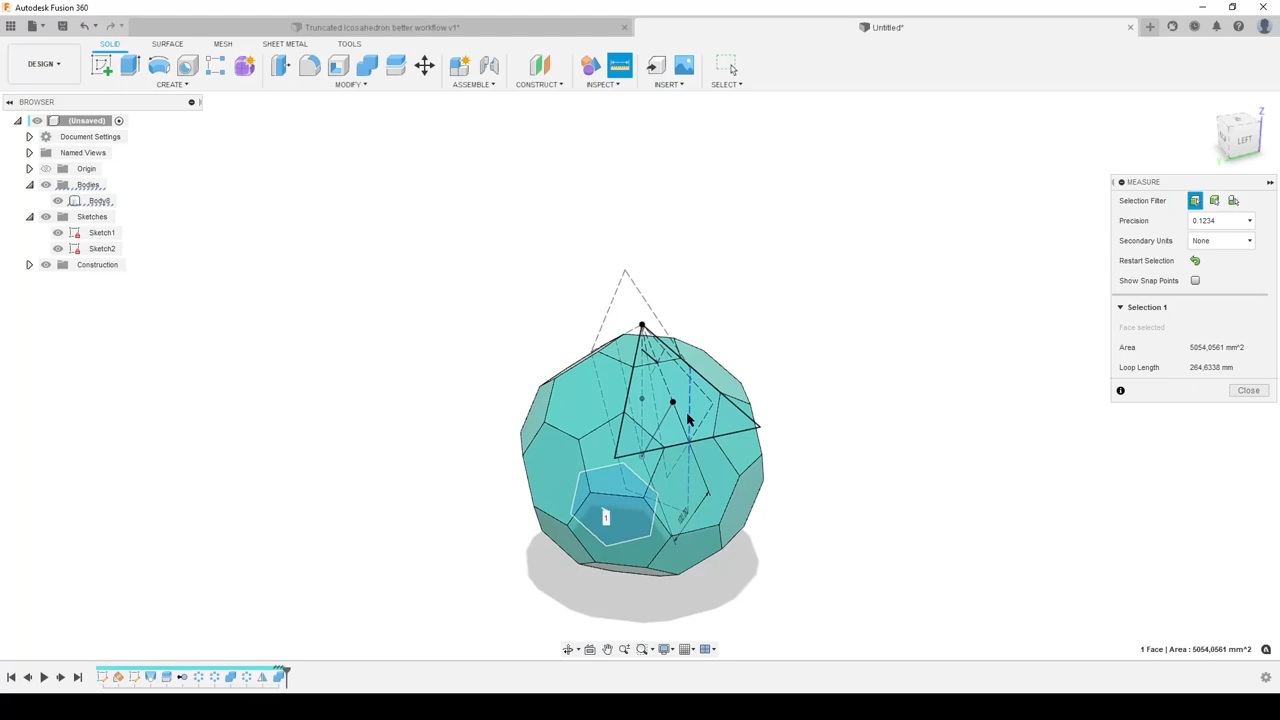 Autodesk Fusion 360
Truncated Icosahedron better workflow v1*
Untitled*
SOLID SURFACE MESH SHEET METAL TOOLS
DESIGN
CREATE MODIFY ASSEMBLE CONSTRUCT INSPECT INSERT SELECT
BROWSER
(Unsaved)
Document Settings
Named Views
Origin
Bodies
Body8
Sketches
Sketch1
Sketch2
Construction
Z
LEFT
MEASURE
Selection Filter
Precision 0.1234
Secondary Units None
Restart Selection
Show Snap Points
Selection 1
Face selected
Area 5054,0561 mm^2
Loop Length 264,6338 mm
Close
1
1 Face | Area : 5054,0561 mm^2